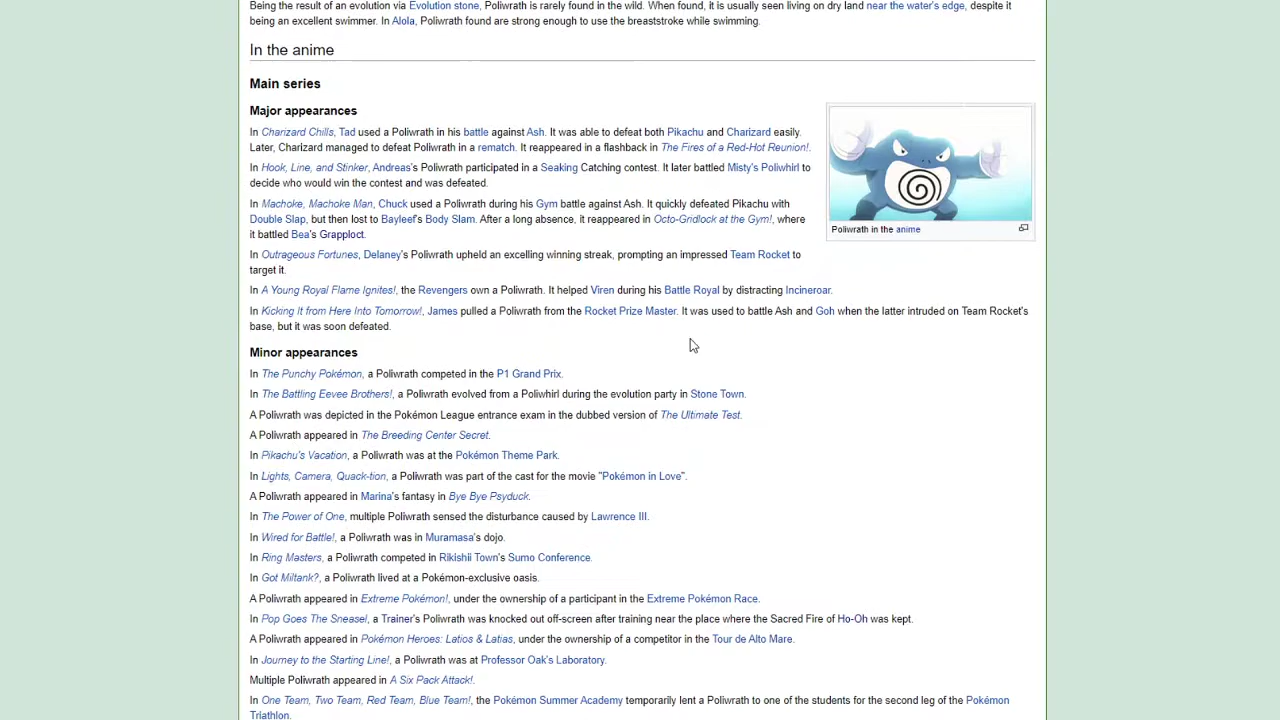 Being the result of an evolution via Evolution stone, Poliwrath is rarely found in the wild. When found, it is usually seen living on dry land near the water's edge, despite it
being an excellent swimmer. In Alola, Poliwrath found are strong enough to use the breaststroke while swimming.
In the anime
Main series
Major appearances
In Charizard Chills, Tad used a Poliwrath in his battle against Ash. It was able to defeat both Pikachu and Charizard easily.
Later, Charizard managed to defeat Poliwrath in a rematch. It reappeared in a flashback in The Fires of a Red-Hot Reunion!.
In Hook, Line, and Stinker, Andreas's Poliwrath participated in a Seaking Catching contest. It later battled Misty's Poliwhirl to
decide who would win the contest and was defeated.
In Machoke, Machoke Man, Chuck used a Poliwrath during his Gym battle against Ash. It quickly defeated Pikachu with
Double Slap, but then lost to Bayleef's Body Slam. After a long absence, it reappeared in Octo-Gridlock at the Gym!, where
it battled Bea's Grapploct.
In Outrageous Fortunes, Delaney's Poliwrath upheld an excelling winning streak, prompting an impressed Team Rocket to
target it.
In A Young Royal Flame Ignites!, the Revengers own a Poliwrath. It helped Viren during his Battle Royal by distracting Incineroar.
In Kicking It from Here Into Tomorrow!, James pulled a Poliwrath from the Rocket Prize Master. It was used to battle Ash and Goh when the latter intruded on Team Rocket's
base, but it was soon defeated.
Poliwrath in the anime
Minor appearances
In The Punchy Pokémon, a Poliwrath competed in the P1 Grand Prix.
In The Battling Eevee Brothers!, a Poliwrath evolved from a Poliwhirl during the evolution party in Stone Town.
A Poliwrath was depicted in the Pokémon League entrance exam in the dubbed version of The Ultimate Test.
A Poliwrath appeared in The Breeding Center Secret.
In Pikachu's Vacation, a Poliwrath was at the Pokémon Theme Park.
In Lights, Camera, Quack-tion, a Poliwrath was part of the cast for the movie "Pokémon in Love".
A Poliwrath appeared in Marina's fantasy in Bye Bye Psyduck.
In The Power of One, multiple Poliwrath sensed the disturbance caused by Lawrence III.
In Wired for Battle!, a Poliwrath was in Muramasa's dojo.
In Ring Masters, a Poliwrath competed in Rikishii Town's Sumo Conference.
In Got Miltank?, a Poliwrath lived at a Pokémon-exclusive oasis.
A Poliwrath appeared in Extreme Pokémon!, under the ownership of a participant in the Extreme Pokémon Race.
In Pop Goes The Sneasel, a Trainer's Poliwrath was knocked out off-screen after training near the place where the Sacred Fire of Ho-Oh was kept.
A Poliwrath appeared in Pokémon Heroes: Latios & Latias, under the ownership of a competitor in the Tour de Alto Mare.
In Journey to the Starting Line!, a Poliwrath was at Professor Oak's Laboratory.
Multiple Poliwrath appeared in A Six Pack Attack!.
In One Team, Two Team, Red Team, Blue Team!, the Pokémon Summer Academy temporarily lent a Poliwrath to one of the students for the second leg of the Pokémon
Triathlon.